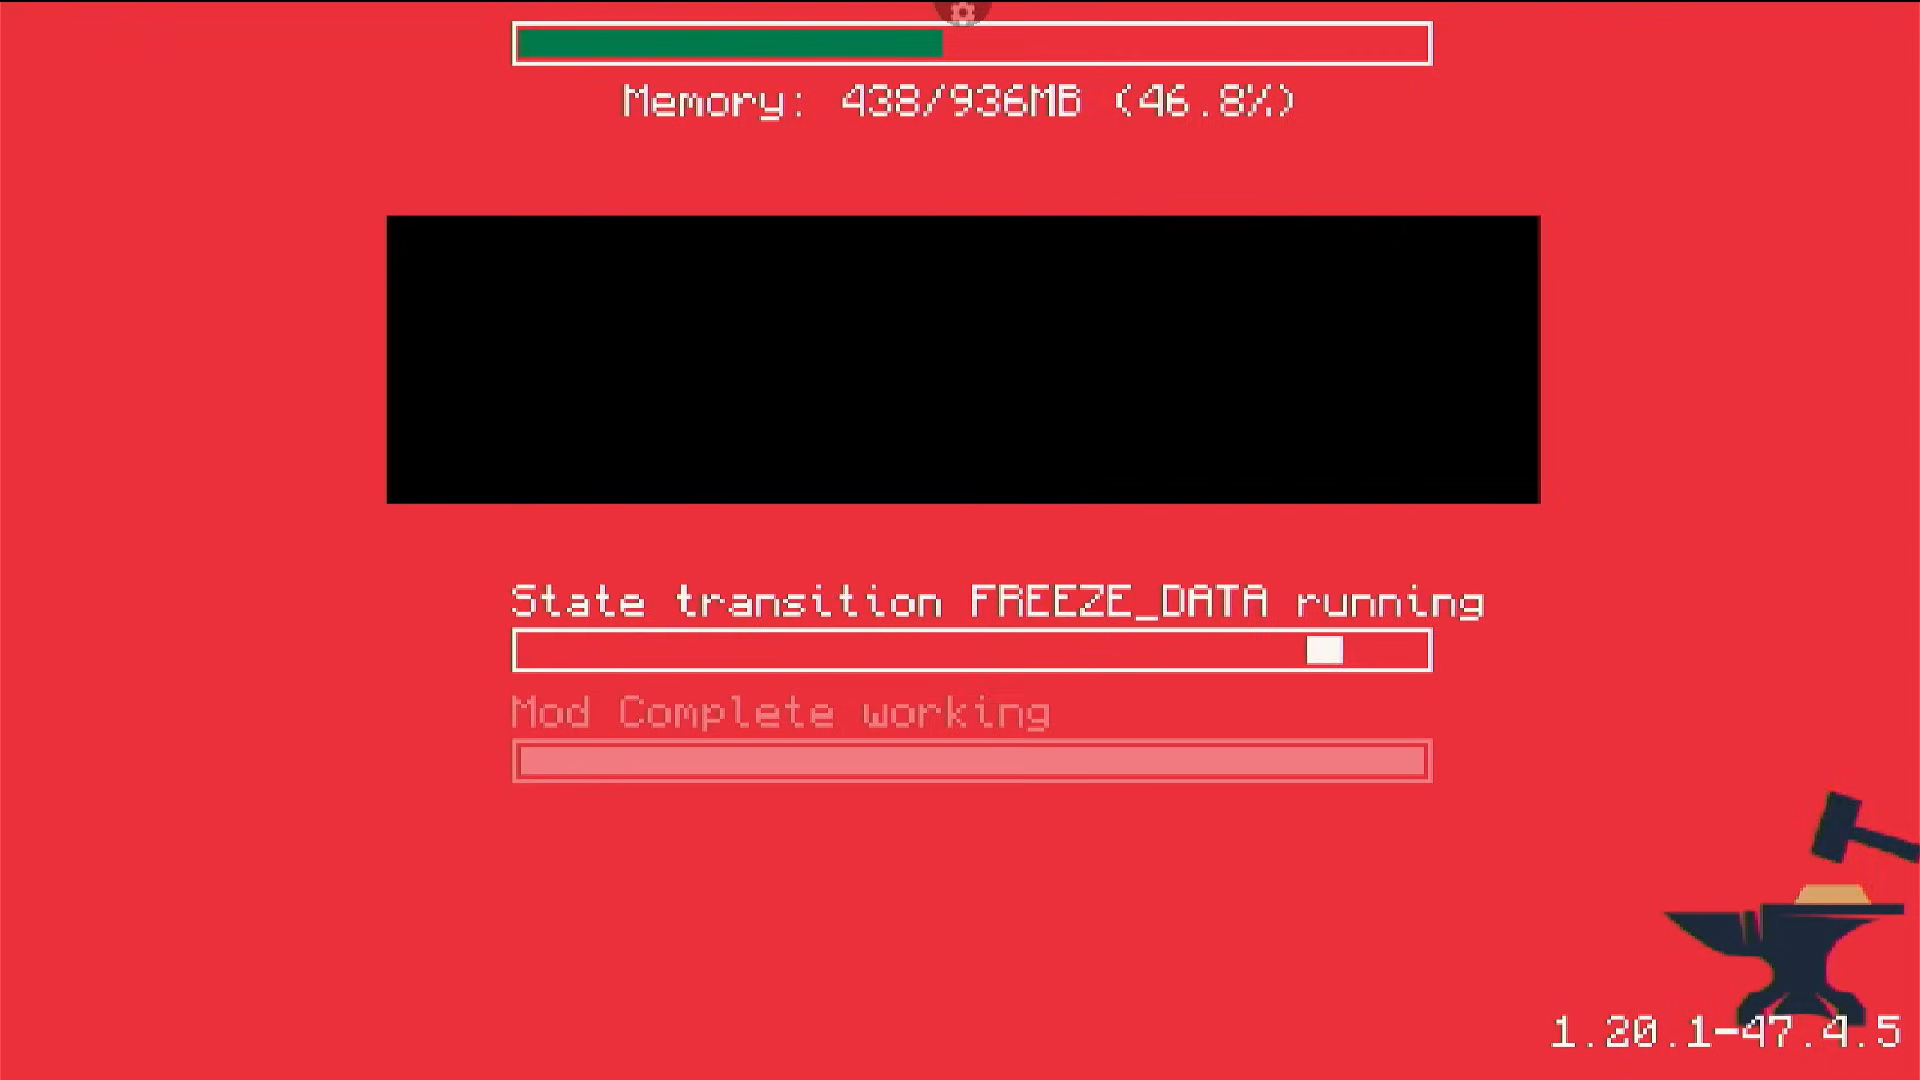 Memory: 438/936MB (46.8%)
State transition FREEZE_DATA running
Mod Complete working
1.20.1-47.4.5